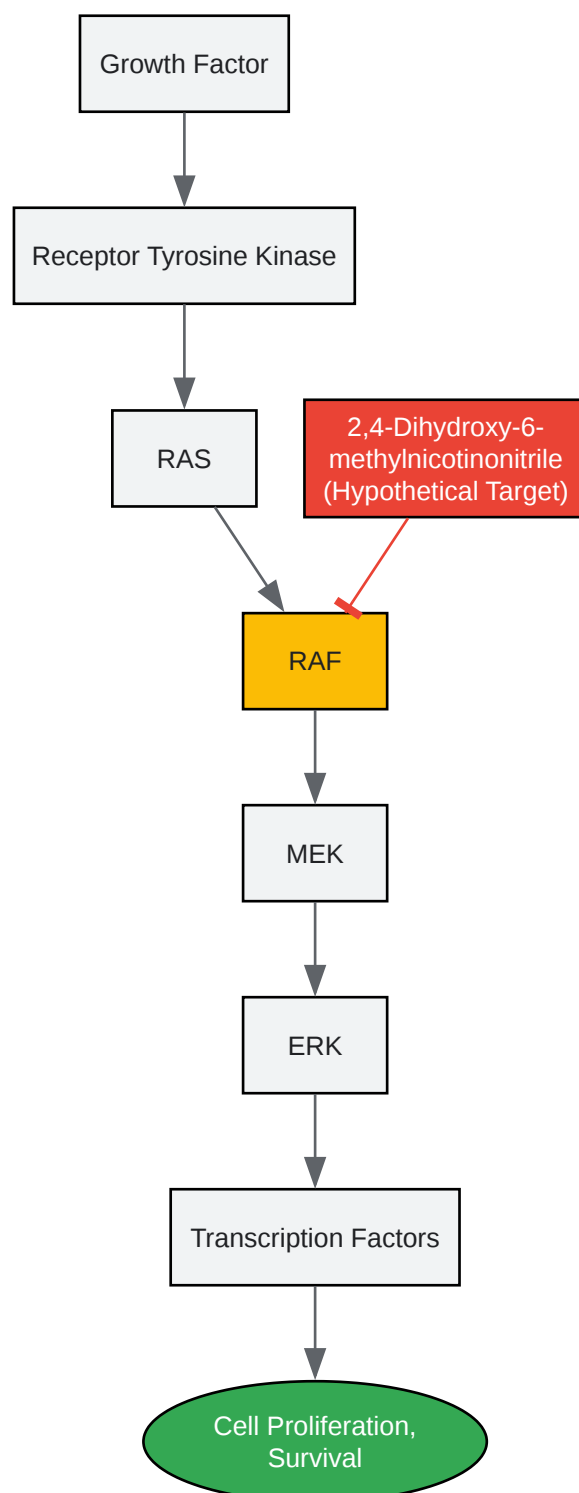 Growth Factor
Receptor Tyrosine Kinase
RAS
2,4-Dihydroxy-6-
methylnicotinonitrile
(Hypothetical Target)
RAF
MEK
ERK
Transcription Factors
Cell Proliferation,
Survival